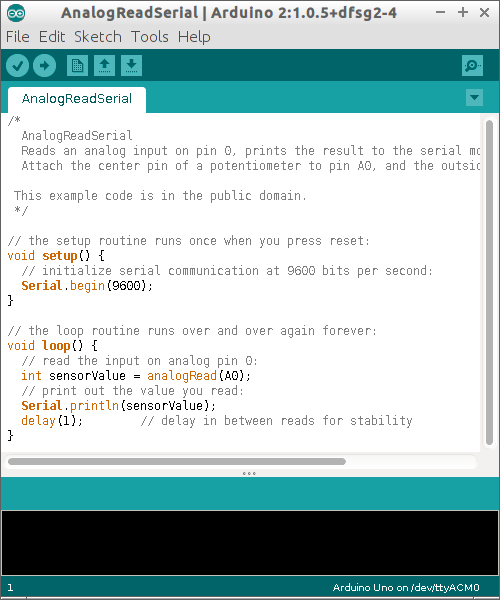 AnalogReadSerial | Arduino 2:1.0.5+dfsg2-4
File Edit Sketch Tools Help
AnalogReadSerial
/*
  AnalogReadSerial
  Reads an analog input on pin 0, prints the result to the serial mo
  Attach the center pin of a potentiometer to pin A0, and the outsid

 This example code is in the public domain.
 */

// the setup routine runs once when you press reset:
void setup() {
  // initialize serial communication at 9600 bits per second:
  Serial.begin(9600);
}

// the loop routine runs over and over again forever:
void loop() {
  // read the input on analog pin 0:
  int sensorValue = analogRead(A0);
  // print out the value you read:
  Serial.println(sensorValue);
  delay(1);        // delay in between reads for stability
}
1 Arduino Uno on /dev/ttyACM0